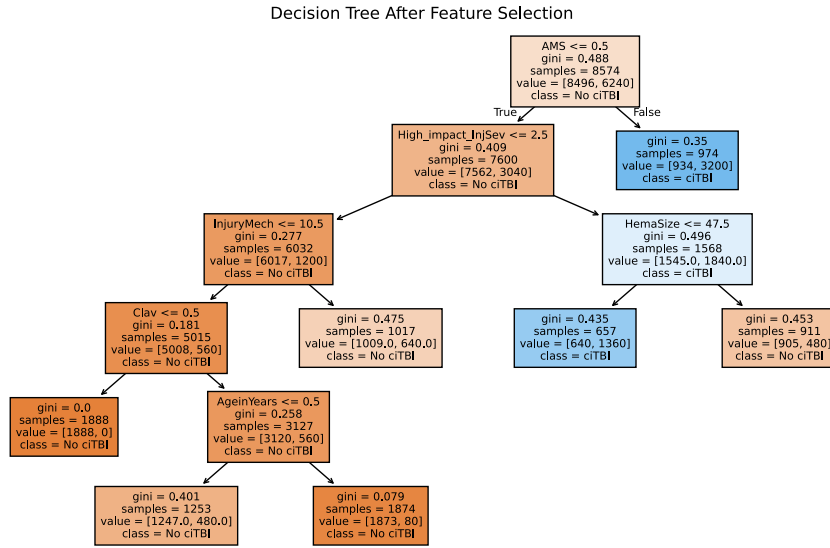 Decision Tree After Feature Selection
AMS <= 0.5
gini = 0.488
samples = 8574
value = [8496, 6240]
class = No ciTBI
True
False
High_impact_InjSev <= 2.5
gini = 0.409
samples = 7600
value = [7562, 3040]
class = No ciTBI
gini = 0.35
samples = 974
value = [934, 3200]
class = ciTBI
InjuryMech <= 10.5
gini = 0.277
samples = 6032
value = [6017, 1200]
class = No ciTBI
HemaSize <= 47.5
gini = 0.496
samples = 1568
value = [1545.0, 1840.0]
class = ciTBI
Clav <= 0.5
gini = 0.181
samples = 5015
value = [5008, 560]
class = No ciTBI
gini = 0.475
samples = 1017
value = [1009.0, 640.0]
class = No ciTBI
gini = 0.435
samples = 657
value = [640, 1360]
class = ciTBI
gini = 0.453
samples = 911
value = [905, 480]
class = No ciTBI
gini = 0.0
samples = 1888
value = [1888, 0]
class = No ciTBI
AgeinYears <= 0.5
gini = 0.258
samples = 3127
value = [3120, 560]
class = No ciTBI
gini = 0.401
samples = 1253
value = [1247.0, 480.0]
class = No ciTBI
gini = 0.079
samples = 1874
value = [1873, 80]
class = No ciTBI